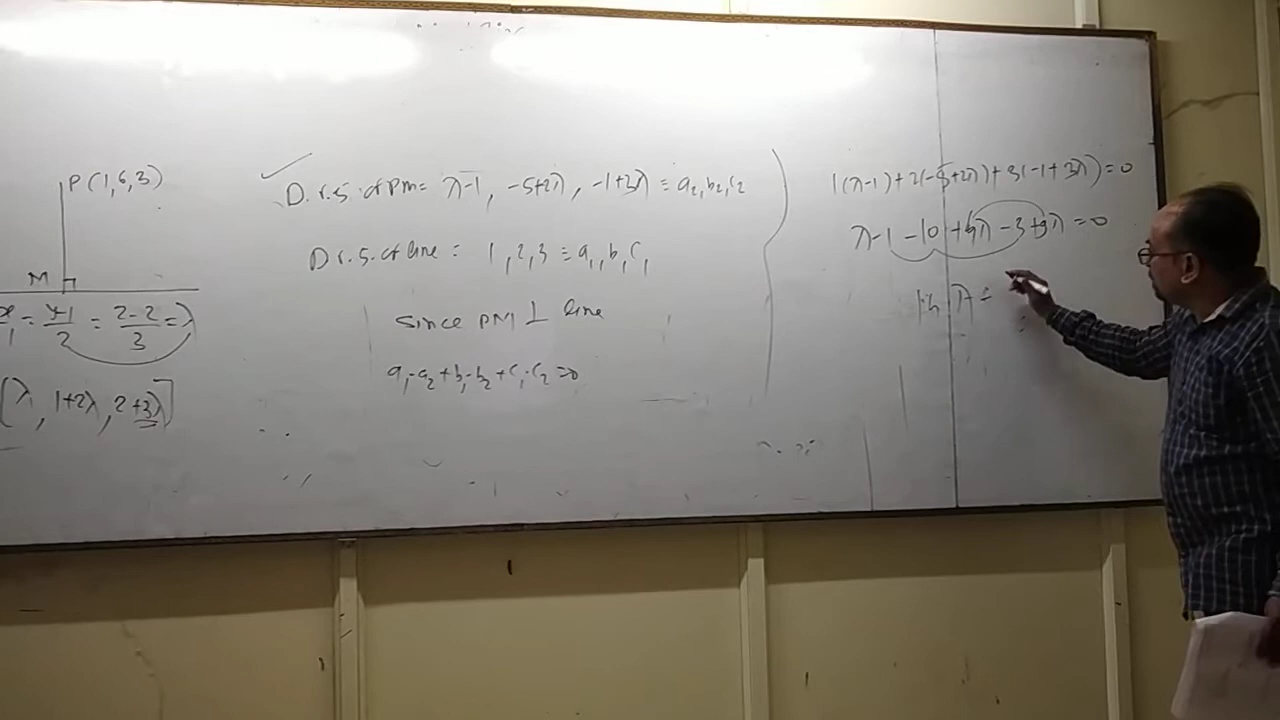 P(1,6,3)
M
x/1 = y-1/2 = z-2/3 = λ
(λ, 1+2λ, 2+3λ)
D.r.s. of PM = λ-1, -5+2λ, -1+3λ ≡ a₂, b₂, c₂
D.r.s. of line = 1, 2, 3 ≡ a₁, b₁, c₁
Since PM ⊥ line
a₁·a₂ + b₁·b₂ + c₁·c₂ = 0
1(λ-1) + 2(-5+2λ) + 3(-1+3λ) = 0
λ-1-10+4λ-3+9λ = 0
14λ =